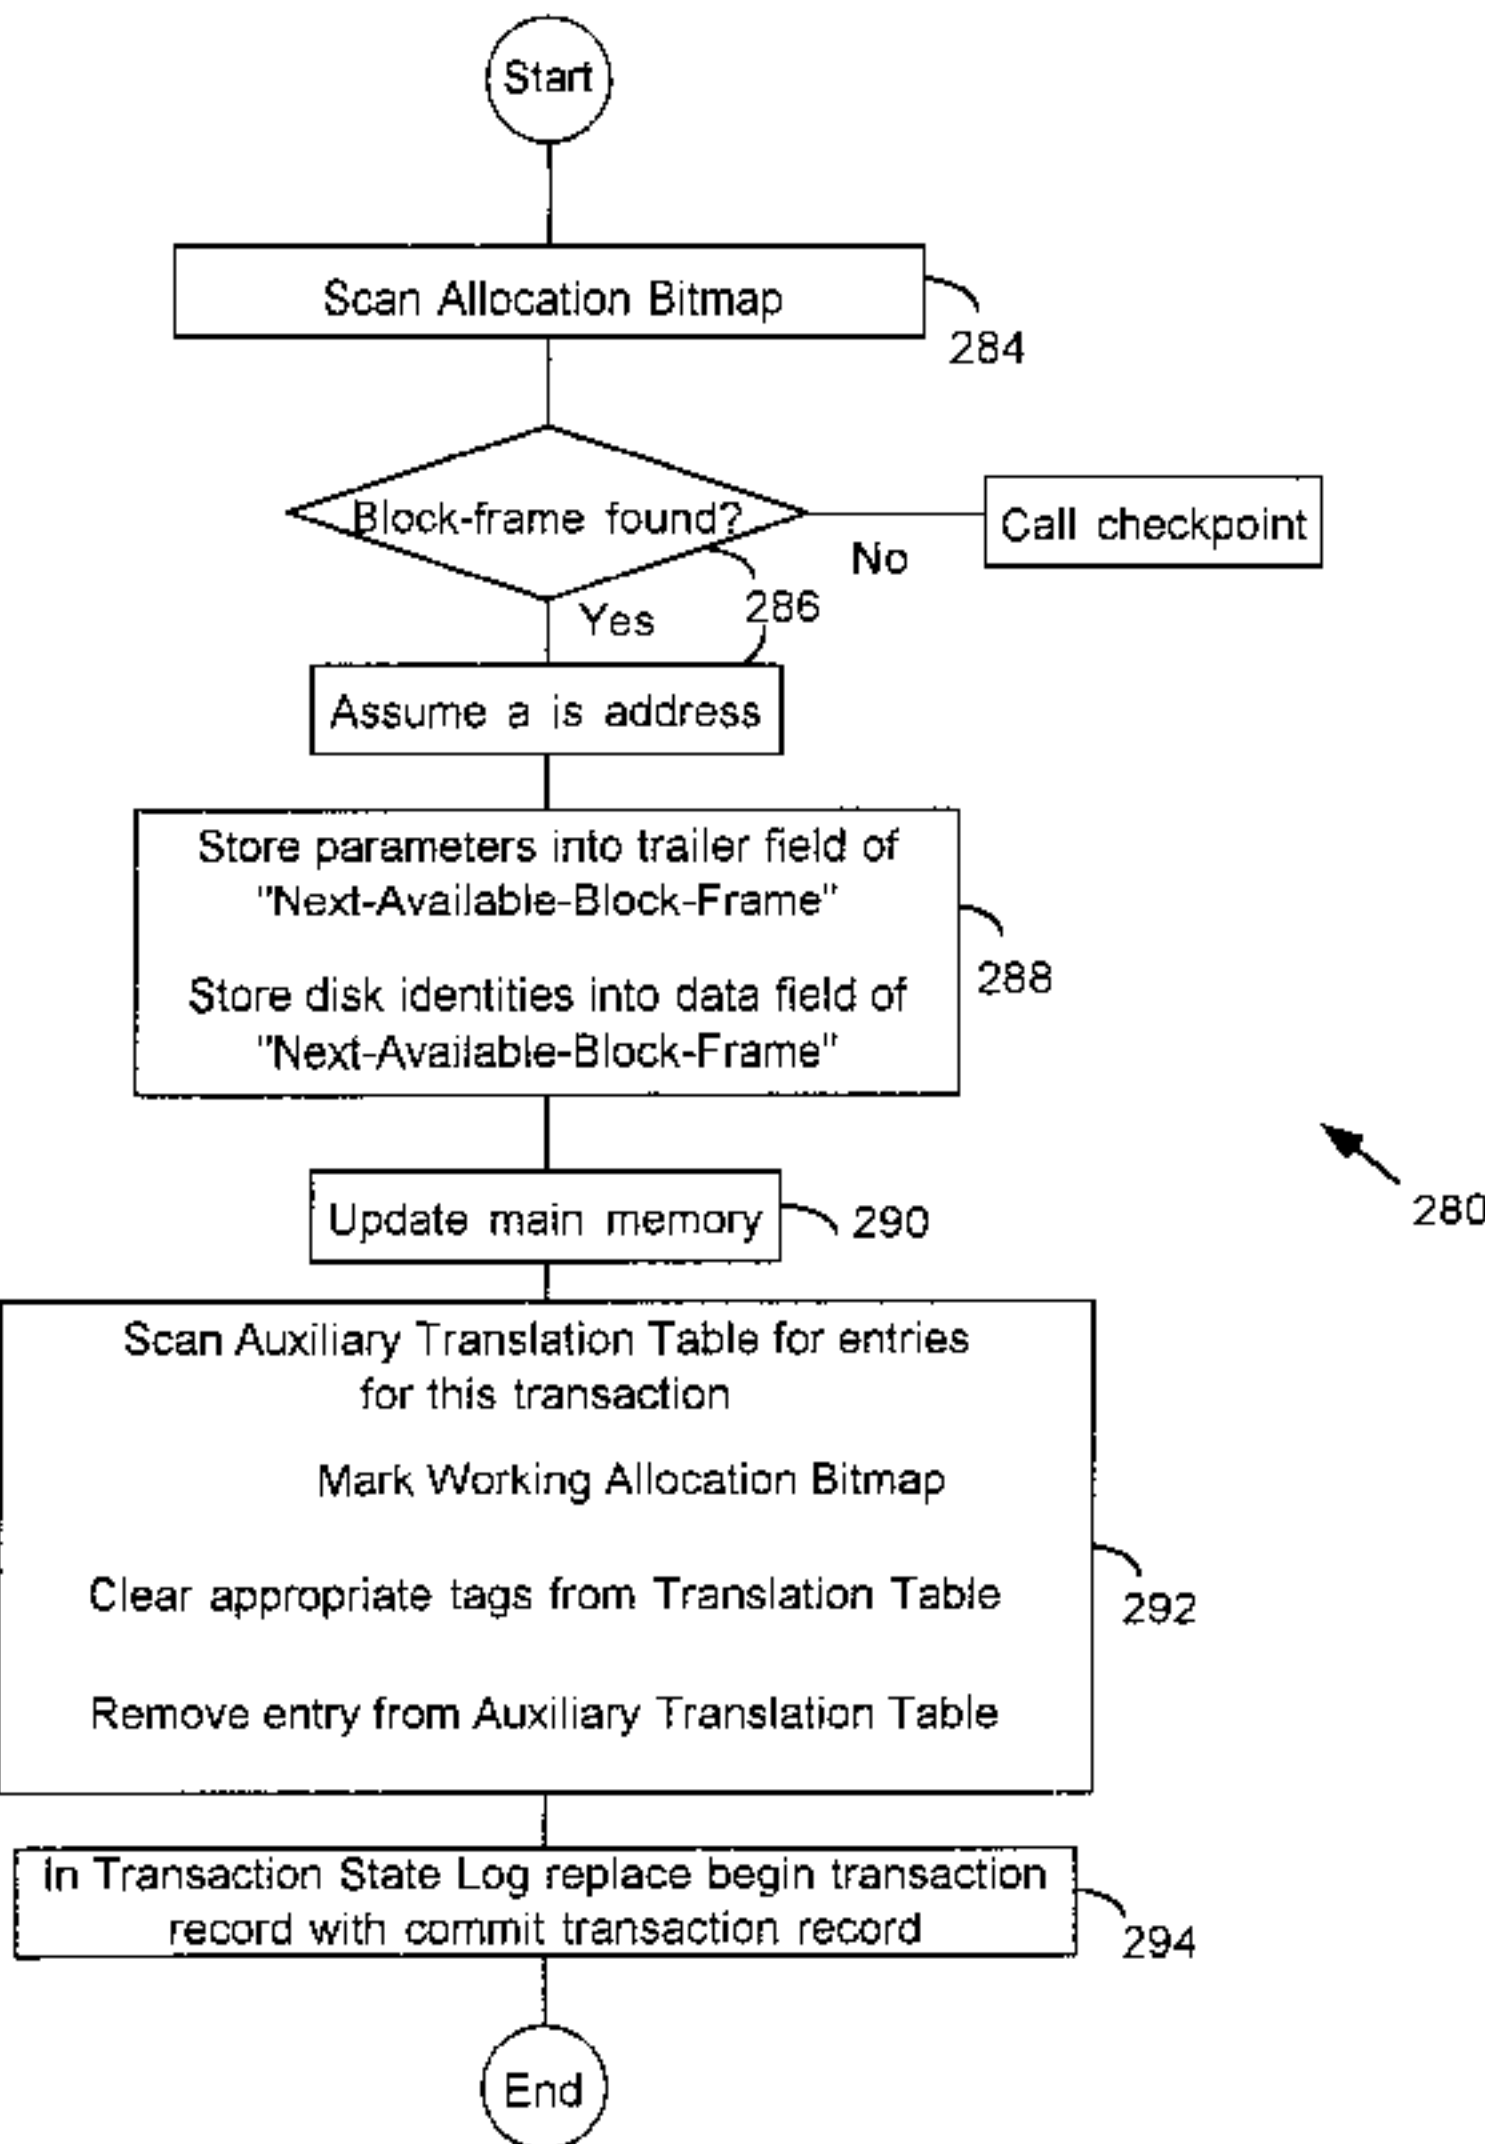 Start
Scan Allocation Bitmap
284
Block-frame found?
Call checkpoint
No
286
Yes
Assume a is address
Store parameters into trailer field of
"Next-Available-Block-Frame"
288
Store disk identities into data field of
"Next-Available-Block-Frame"
280
Update main memory
290
Scan Auxiliary Translation Table for entries
for this transaction
Mark Working Allocation Bitmap
Clear appropriate tags from Translation Table
292
Remove entry from Auxiliary Translation Table
In Transaction State Log replace begin transaction
record with commit transaction record
294
End